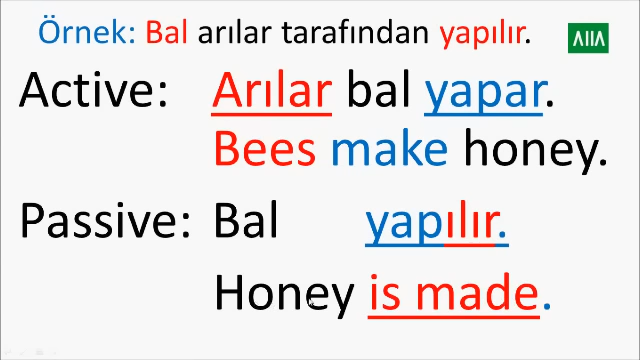 Örnek: Bal arılar tarafından yapılır.
AIIA
Active: Arılar bal yapar.
Bees make honey.
Passive: Bal yapılır.
Honey is made.